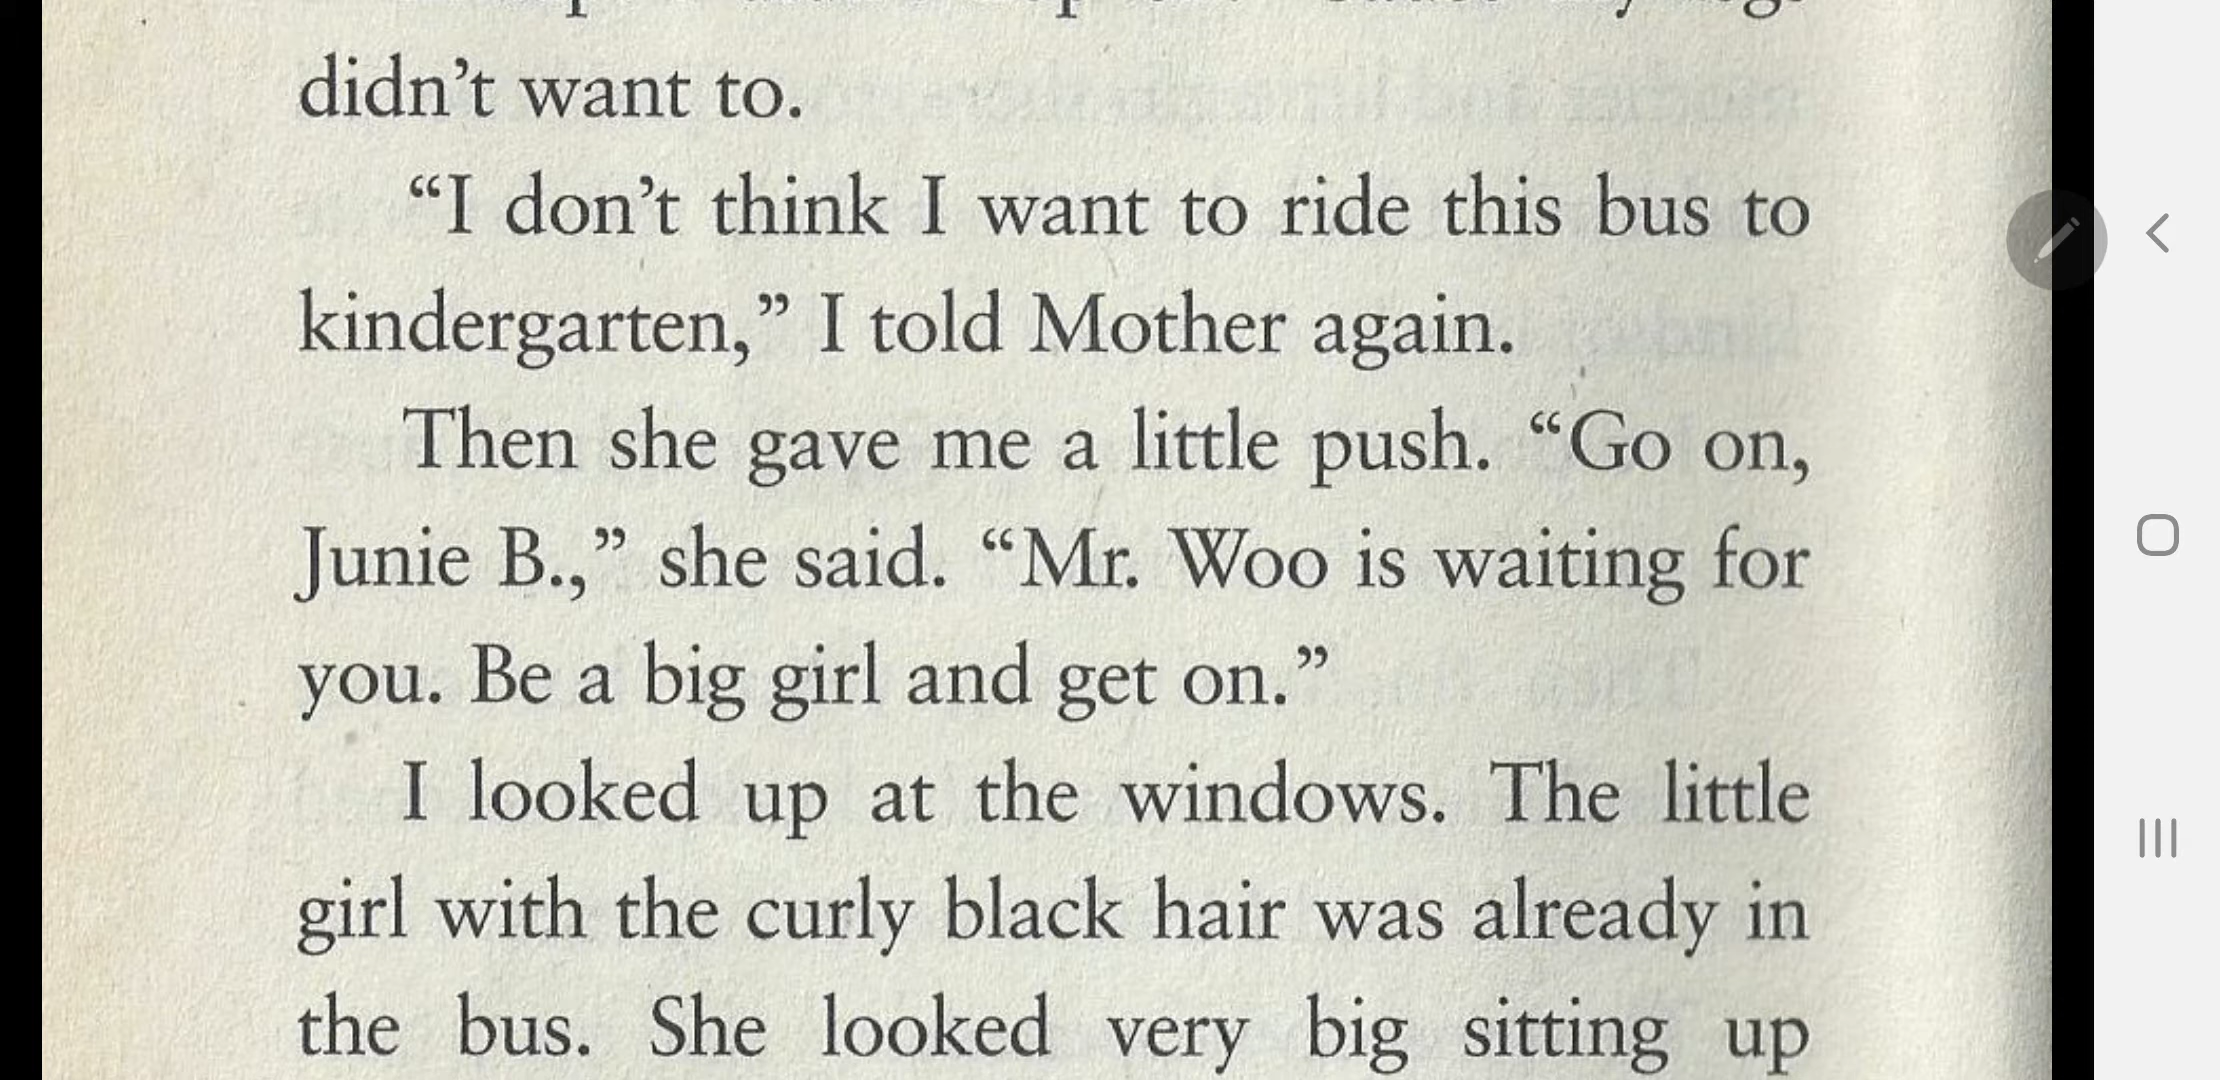 didn’t want to.
“I don’t think I want to ride this bus to
kindergarten,” I told Mother again.
Then she gave me a little push. “Go on,
Junie B.,” she said. “Mr. Woo is waiting for
you. Be a big girl and get on.”
I looked up at the windows. The little
girl with the curly black hair was already in
the bus. She looked very big sitting up